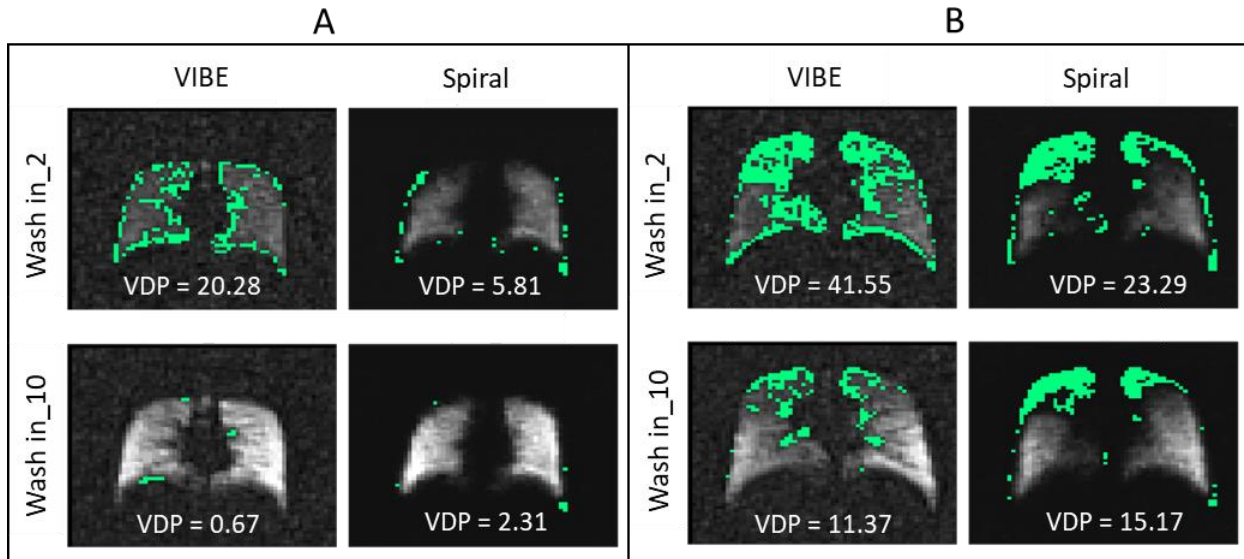 A
B
VIBE
Spiral
VIBE
Spiral
Wash in_2
VDP = 20.28
VDP = 5.81
Wash in_2
VDP = 41.55
VDP = 23.29
Wash in_10
VDP = 0.67
VDP = 2.31
Wash in_10
VDP = 11.37
VDP = 15.17